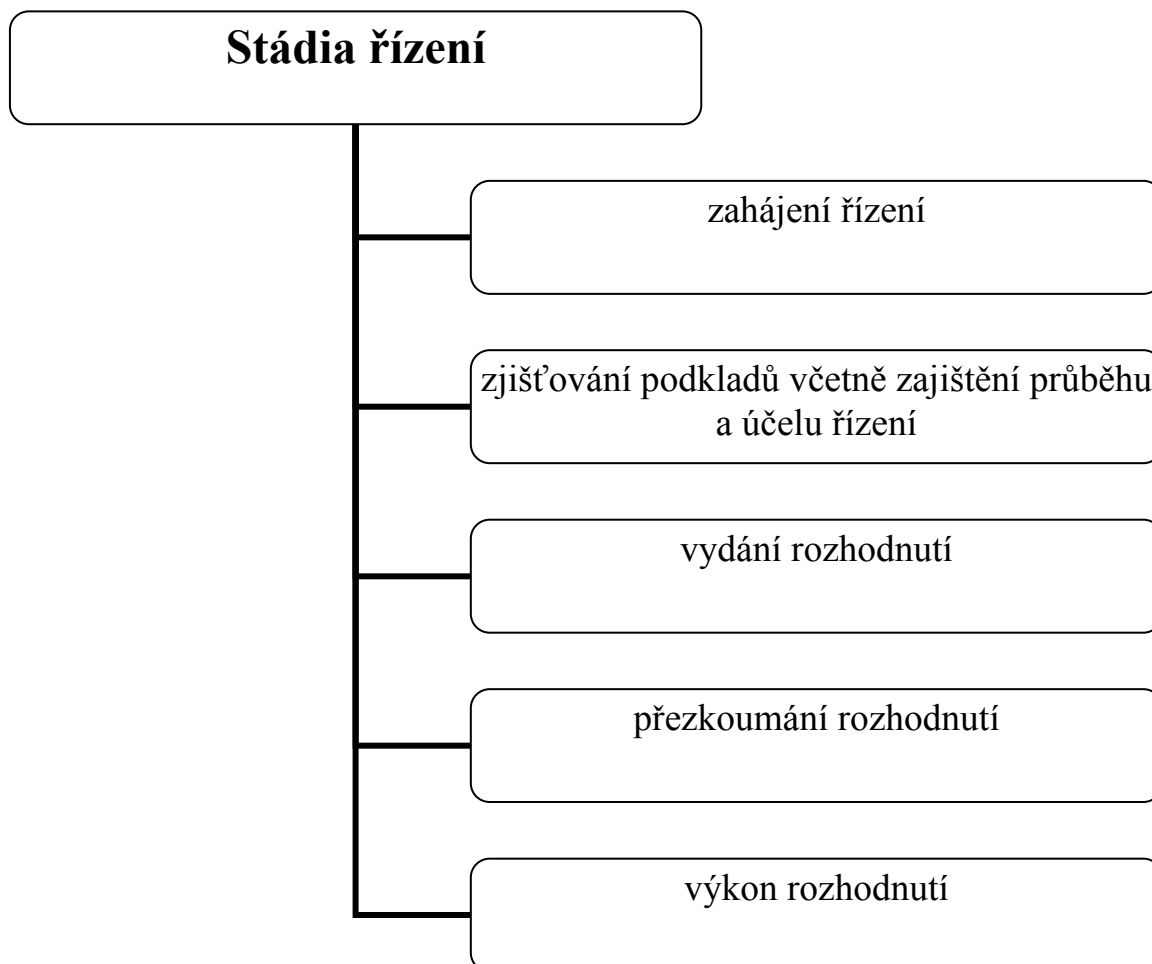 Stádia řízení
zahájení řízení
zjišťování podkladů včetně zajištění průběhu
a účelu řízení
vydání rozhodnutí
přezkoumání rozhodnutí
výkon rozhodnutí